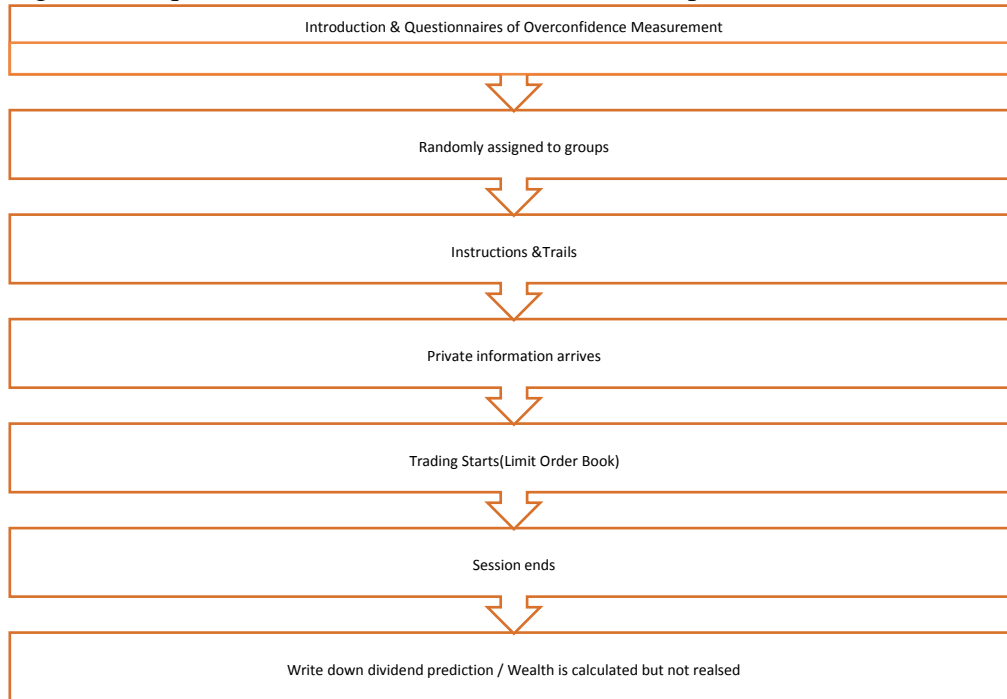 Introduction & Questionnaires of Overconfidence Measurement
Randomly assigned to groups
Instructions &Trails
Private information arrives
Trading Starts(Limit Order Book)
Session ends
Write down dividend prediction / Wealth is calculated but not realsed